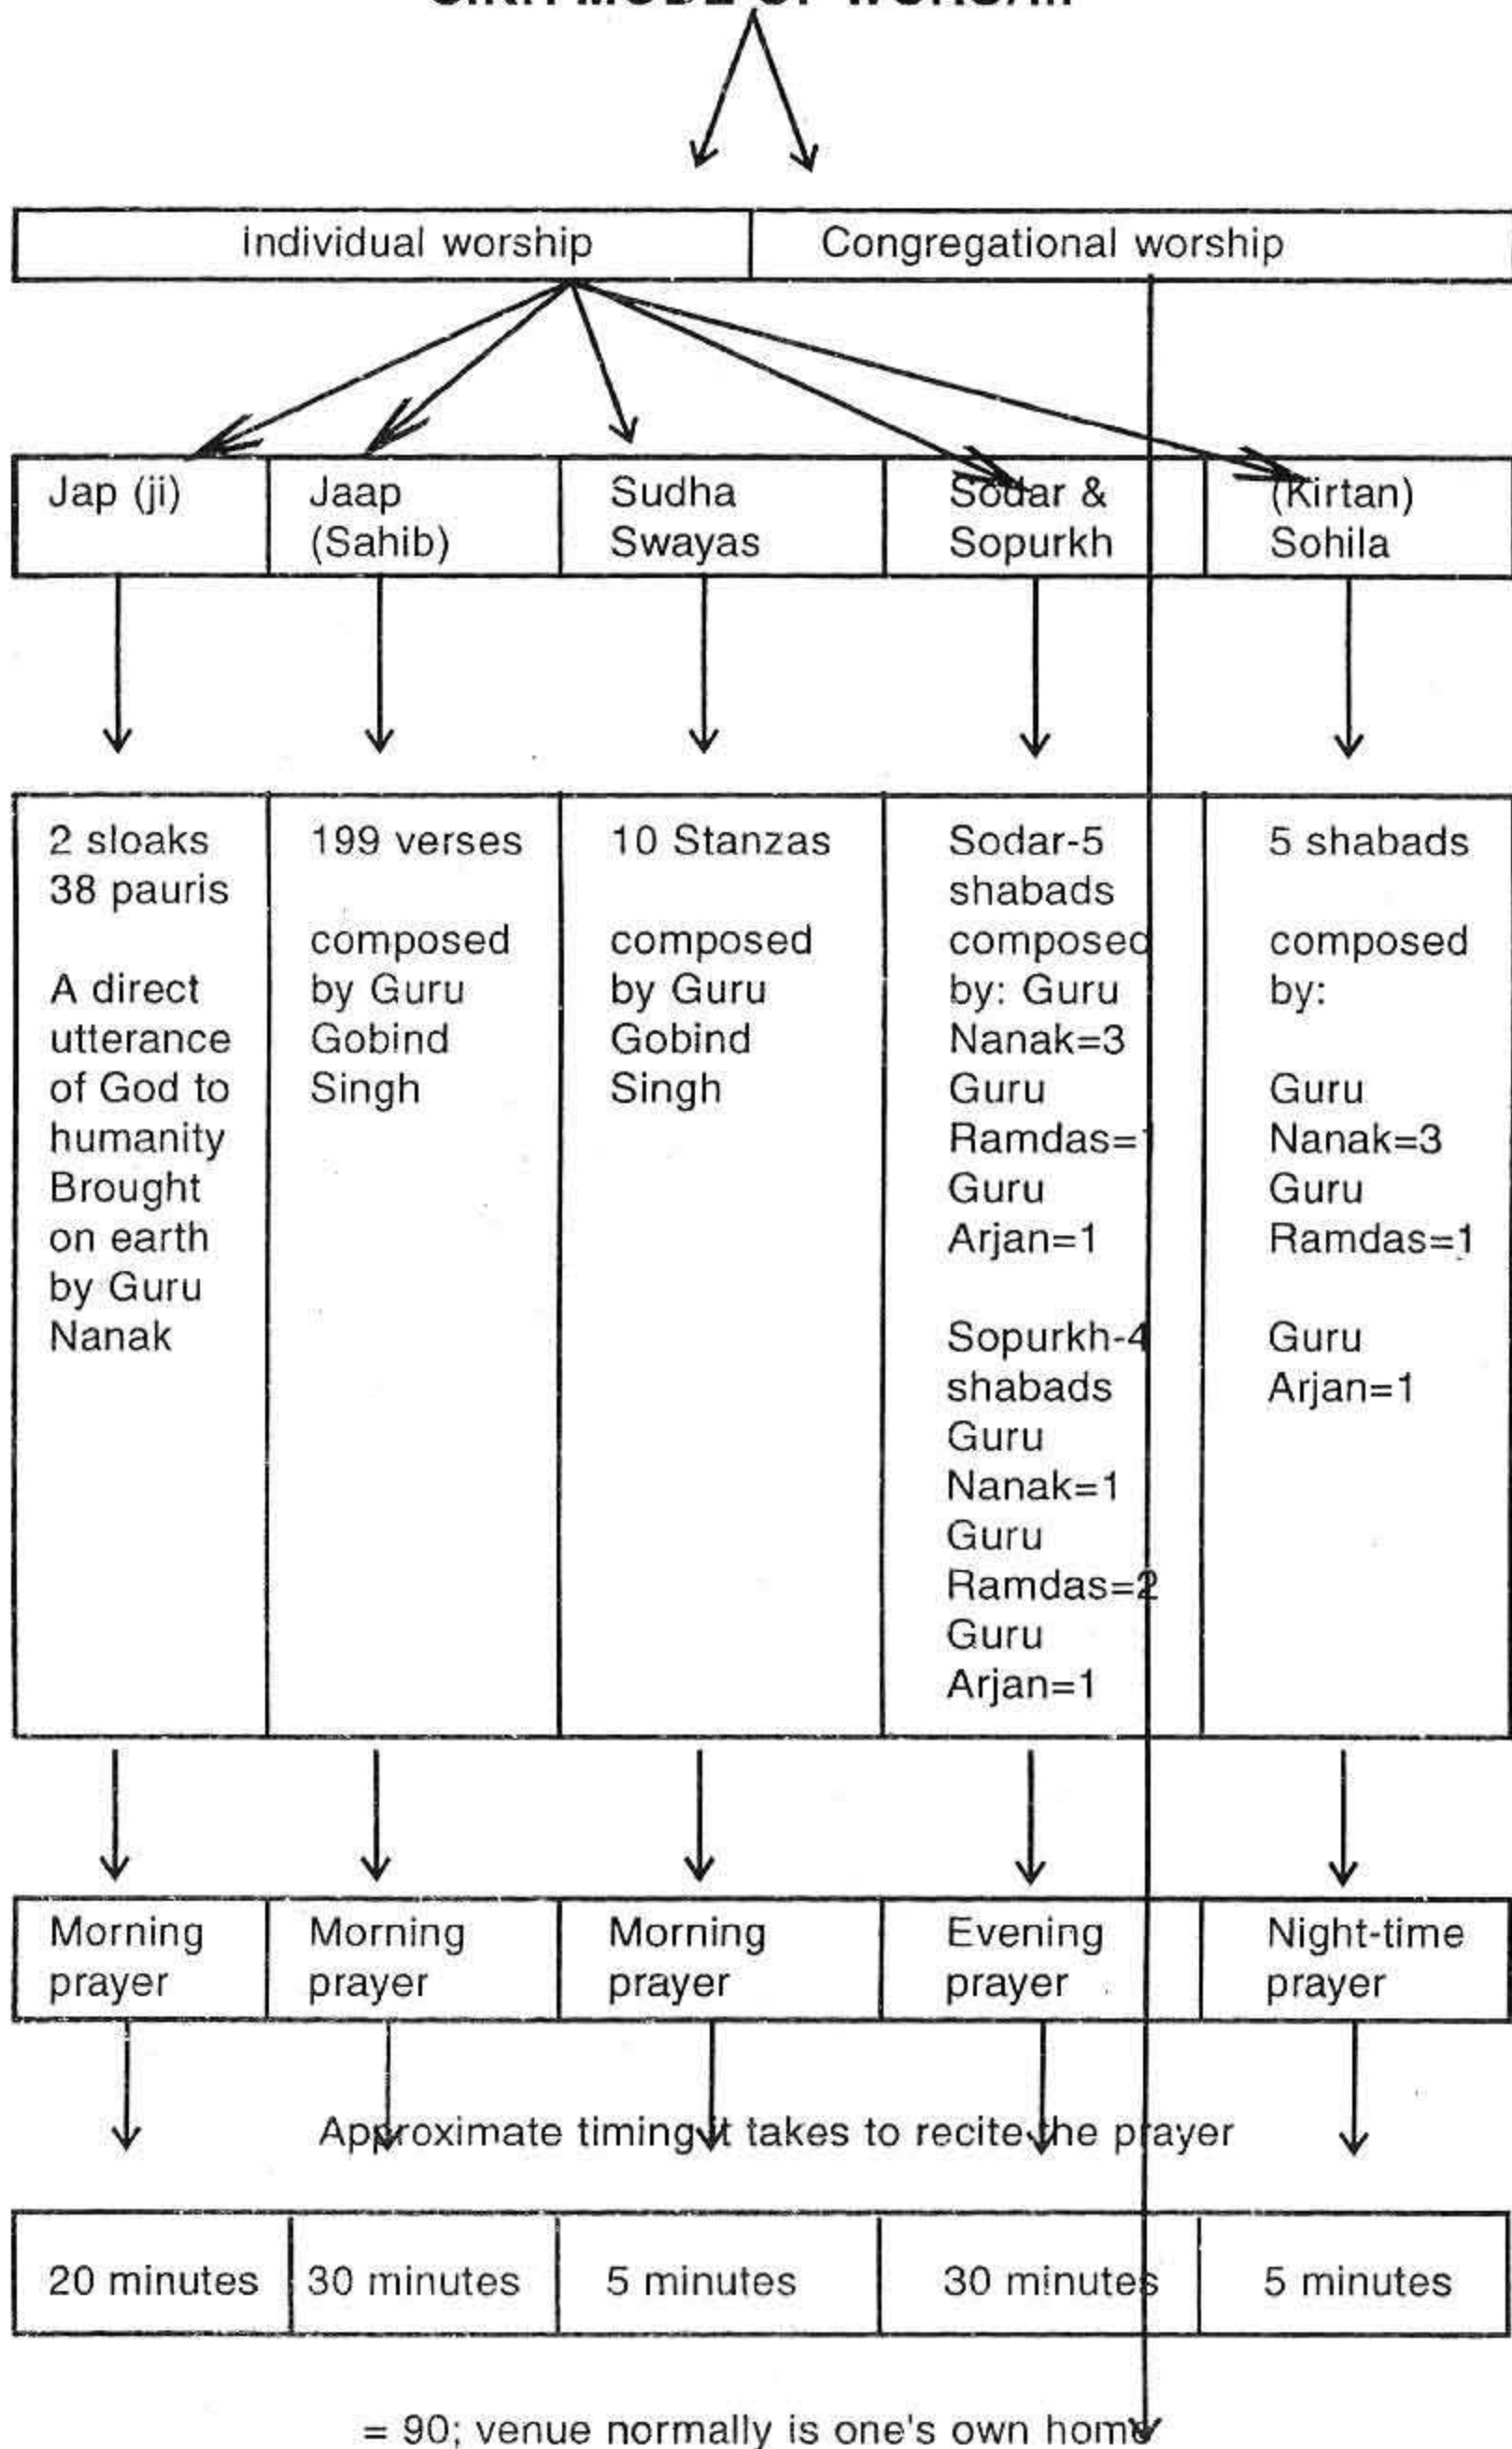 SIKH MODE OF WORSHIP
Individual worship
Congregational worship
Jap (ji)
Jaap
(Sahib)
Sudha
Swayas
Sodar &
Sopurkh
(Kirtan)
Sohila
2 sloaks
38 pauris
A direct
utterance
of God to
humanity
Brought
on earth
by Guru
Nanak
199 verses
composed
by Guru
Gobind
Singh
10 Stanzas
composed
by Guru
Gobind
Singh
Sodar-5
shabads
composed
by: Guru
Nanak=3
Guru
Ramdas=1
Guru
Arjan=1
Sopurkh-4
shabads
Guru
Nanak=1
Guru
Ramdas=2
Guru
Arjan=1
5 shabads
composed
by:
Guru
Nanak=3
Guru
Ramdas=1
Guru
Arjan=1
Morning
prayer
Morning
prayer
Morning
prayer
Evening
prayer
Night-time
prayer
Approximate timing it takes to recite the prayer
20 minutes
30 minutes
5 minutes
30 minutes
5 minutes
= 90; venue normally is one's own home